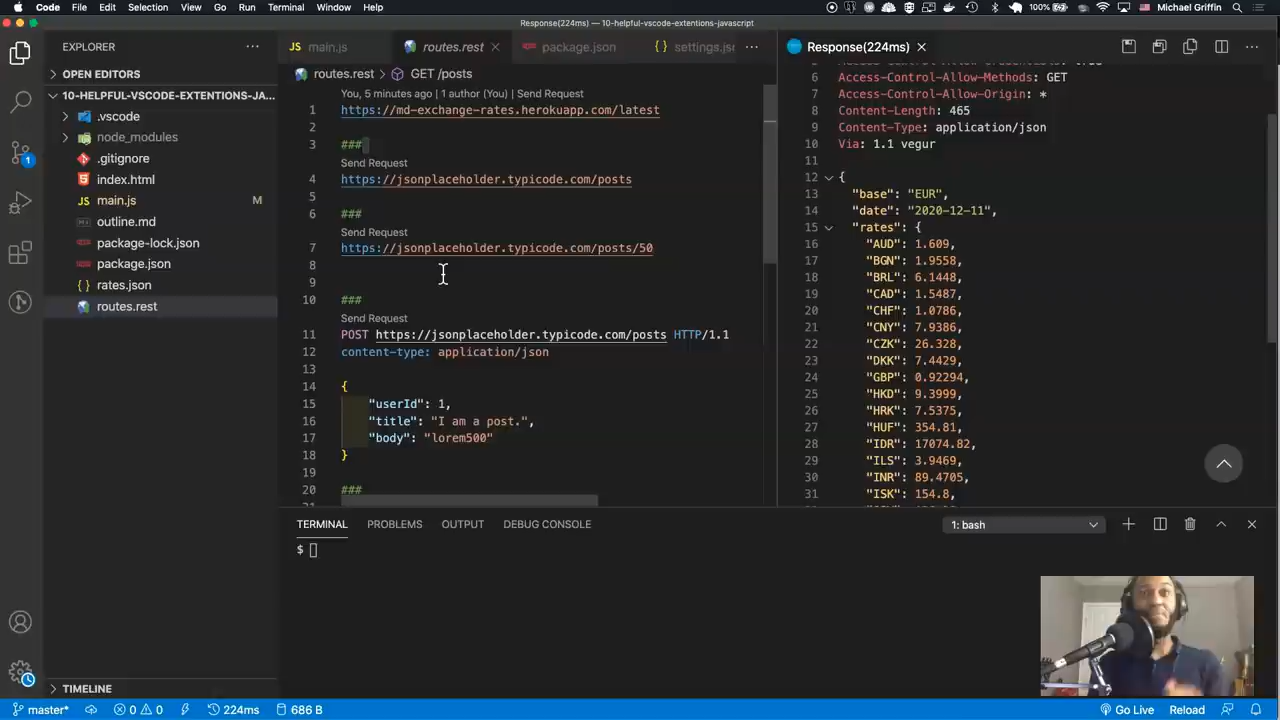 Code File Edit Selection View Go Run Terminal Window Help 100% Michael Griffin
Response(224ms) — 10-helpful-vscode-extentions-javascript
EXPLORER
OPEN EDITORS
10-HELPFUL-VSCODE-EXTENTIONS-JA...
.vscode
node_modules
.gitignore
index.html
main.js M
outline.md
package-lock.json
package.json
rates.json
routes.rest
TIMELINE
main.js routes.rest package.json settings.js
routes.rest > GET /posts
You, 5 minutes ago | 1 author (You) | Send Request
1 https://md-exchange-rates.herokuapp.com/latest
2
3 ###
Send Request
4 https://jsonplaceholder.typicode.com/posts
5
6 ###
Send Request
7 https://jsonplaceholder.typicode.com/posts/50
8
9
10 ###
Send Request
11 POST https://jsonplaceholder.typicode.com/posts HTTP/1.1
12 content-type: application/json
13
14 {
15 "userId": 1,
16 "title": "I am a post.",
17 "body": "lorem500"
18 }
19
20 ###
Response(224ms)
6 Access-Control-Allow-Methods: GET
7 Access-Control-Allow-Origin: *
8 Content-Length: 465
9 Content-Type: application/json
10 Via: 1.1 vegur
11
12 {
13 "base": "EUR",
14 "date": "2020-12-11",
15 "rates": {
16 "AUD": 1.609,
17 "BGN": 1.9558,
18 "BRL": 6.1448,
19 "CAD": 1.5487,
20 "CHF": 1.0786,
21 "CNY": 7.9386,
22 "CZK": 26.328,
23 "DKK": 7.4429,
24 "GBP": 0.92294,
25 "HKD": 9.3999,
26 "HRK": 7.5375,
27 "HUF": 354.81,
28 "IDR": 17074.82,
29 "ILS": 3.9469,
30 "INR": 89.4705,
31 "ISK": 154.8,
TERMINAL PROBLEMS OUTPUT DEBUG CONSOLE 1: bash
$
master* 0 0 224ms 686 B Go Live Reload